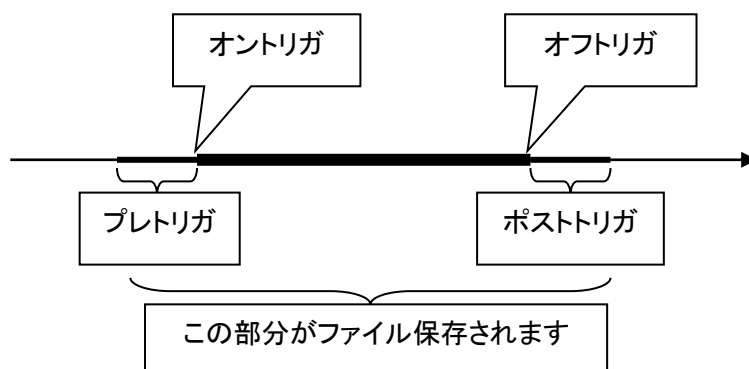 オントリガ
オフトリガ
プレトリガ
ポストトリガ
この部分がファイル保存されます